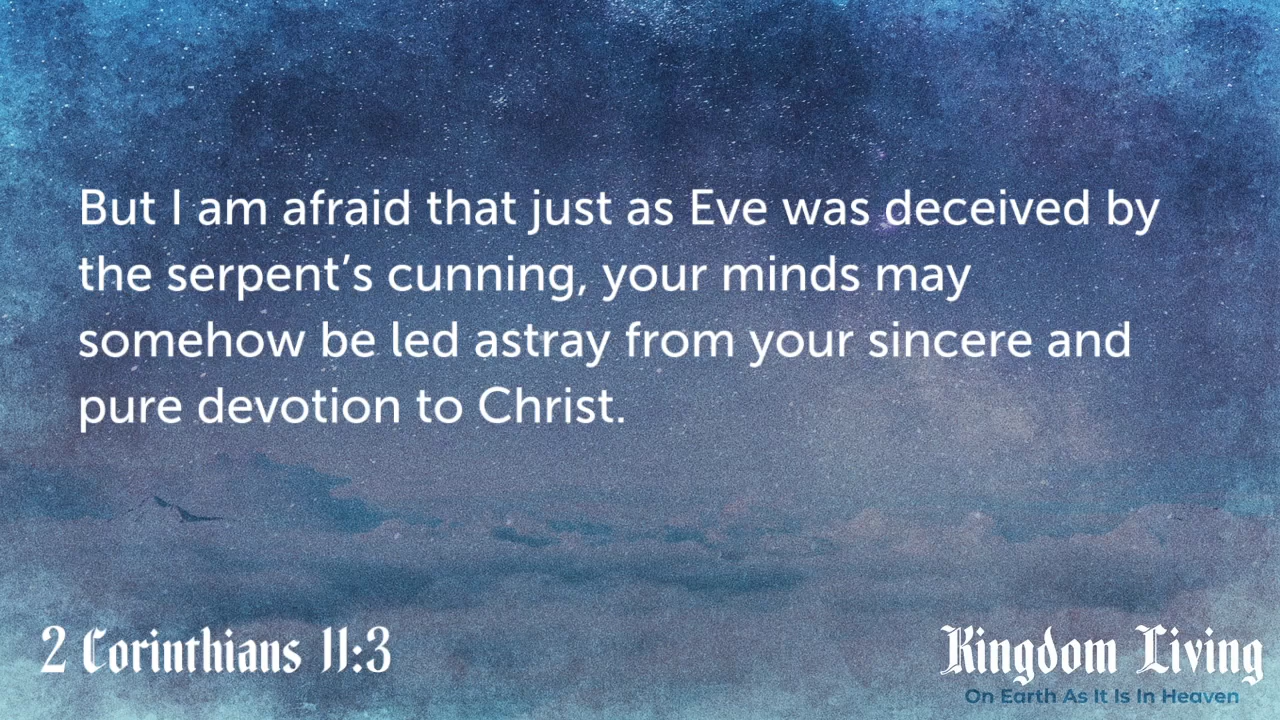 But I am afraid that just as Eve was deceived by
the serpent’s cunning, your minds may
somehow be led astray from your sincere and
pure devotion to Christ.
2 Corinthians 11:3
Kingdom Living
On Earth As It Is In Heaven